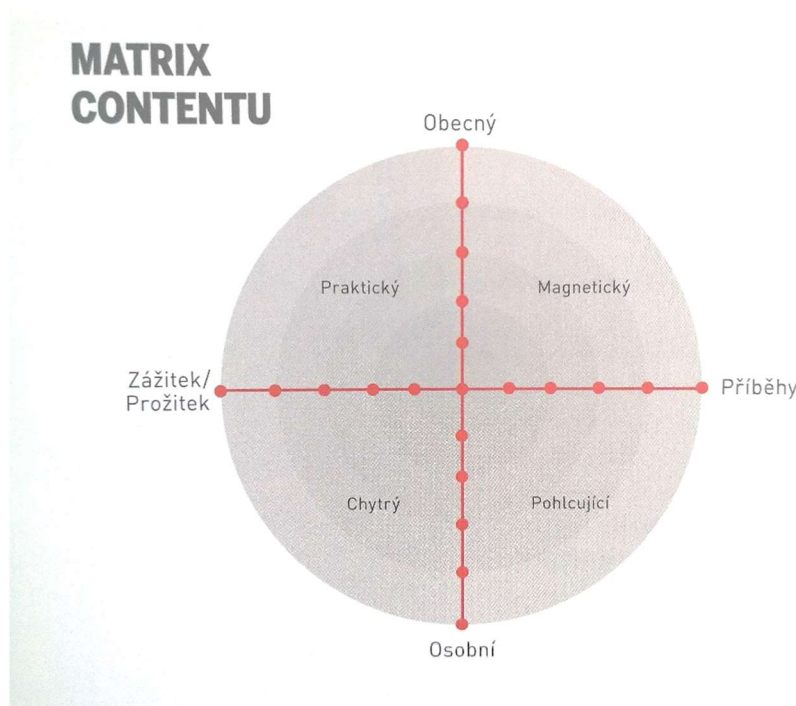 MATRIX
CONTENTU
Obecný
Praktický
Magnetický
Zážitek/
Prožitek
Příběhy
Chytrý
Pohlcující
Osobní